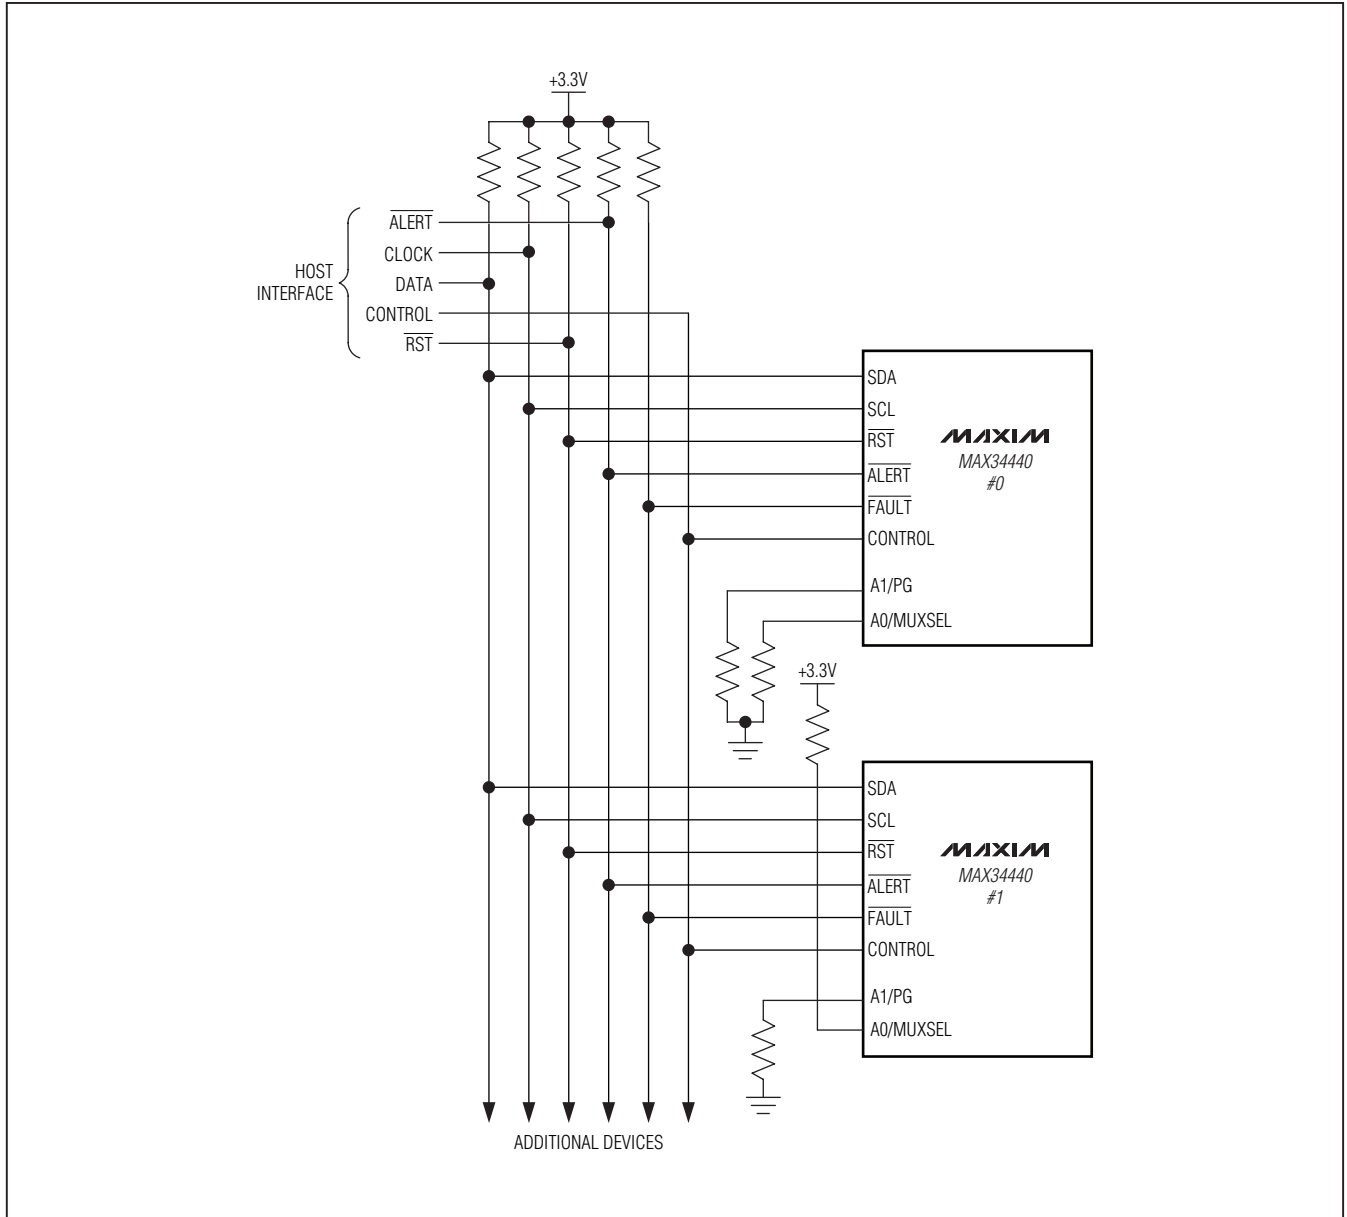 +3.3V
ALERT
CLOCK
DATA
CONTROL
RST
HOST
INTERFACE
SDA
SCL
RST
ALERT
FAULT
CONTROL
A1/PG
A0/MUXSEL
MAXIM
MAX34440
#0
+3.3V
SDA
SCL
RST
ALERT
FAULT
CONTROL
A1/PG
A0/MUXSEL
MAXIM
MAX34440
#1
ADDITIONAL DEVICES